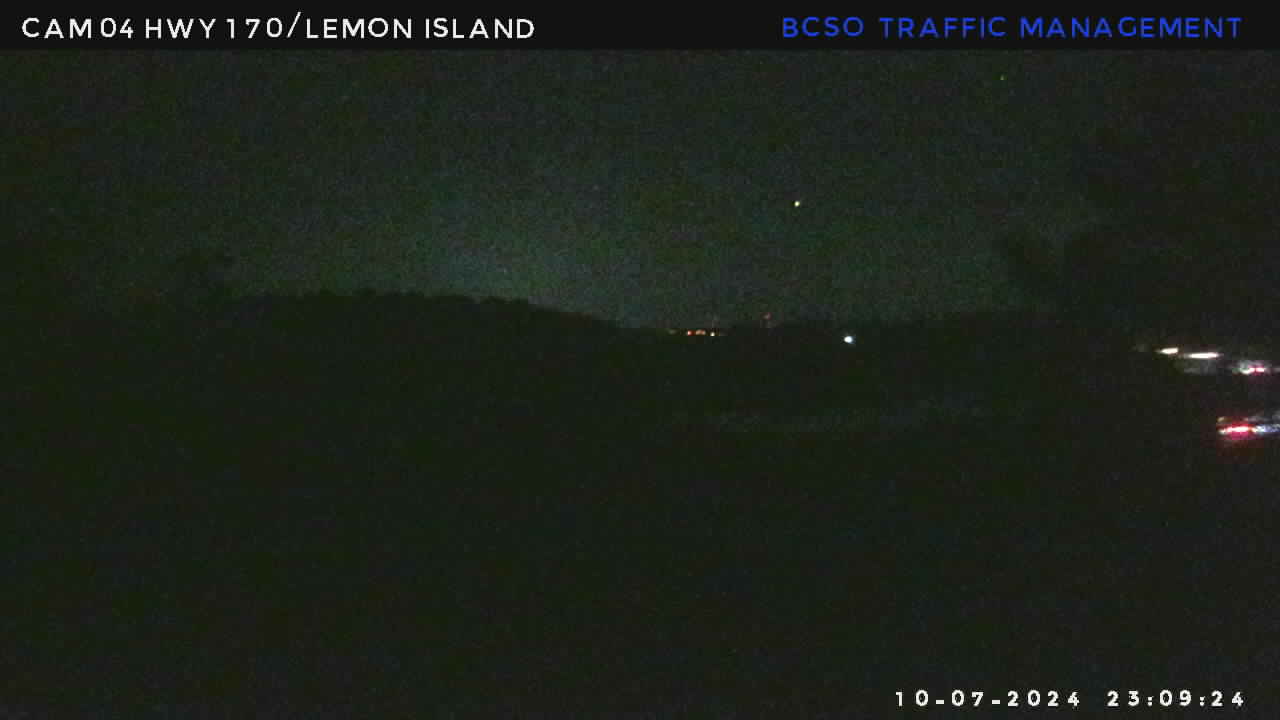 CAM04 HWY 170/LEMON ISLAND
BCSO TRAFFIC MANAGEMENT
10-07-2024 23:09:24